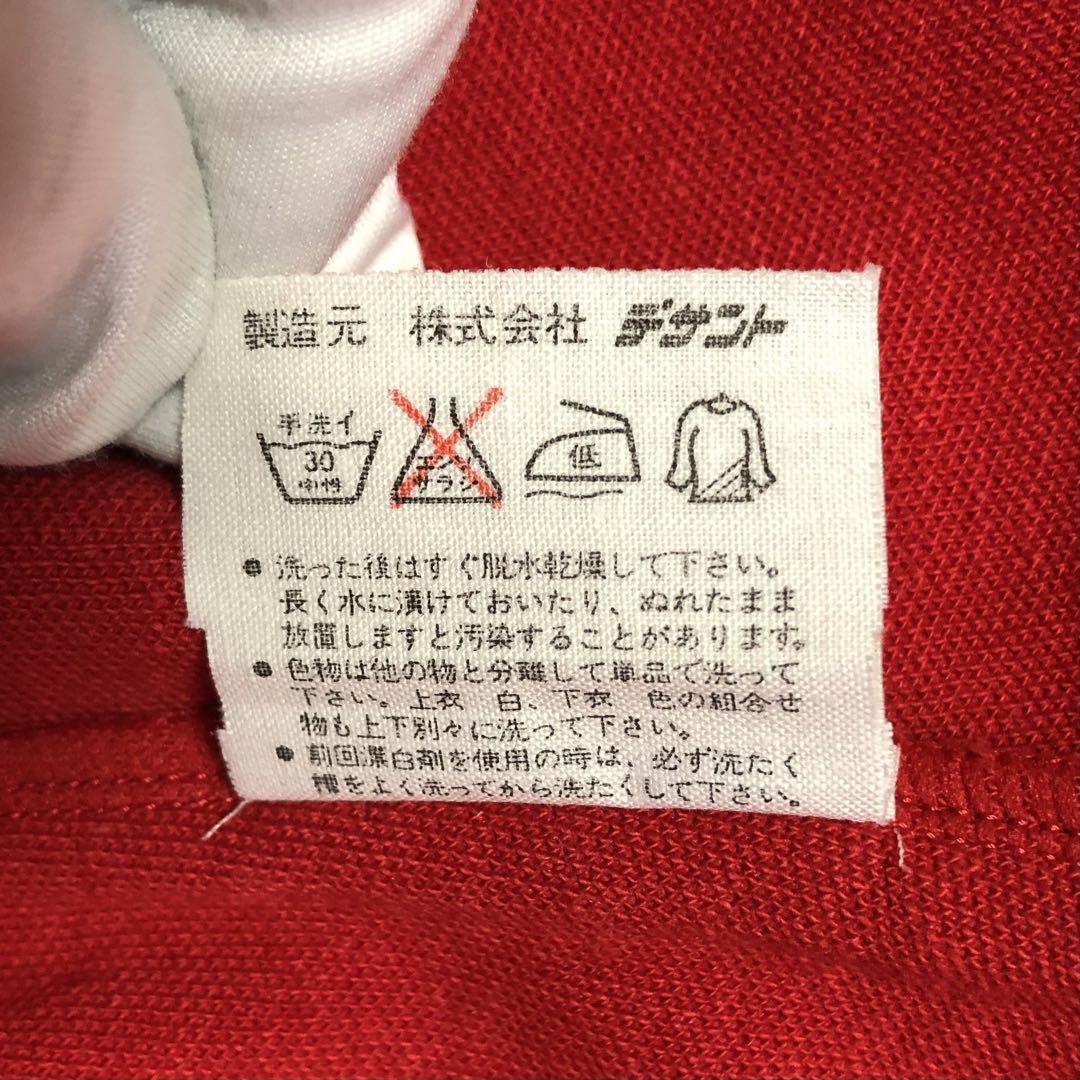 製造元 株式会社 デサント
手洗イ
30
中性
エンソ
サラシ
低
● 洗った後はすぐ脱水乾燥して下さい。
長く水に漬けておいたり、ぬれたまま
放置しますと汚染することがあります。
● 色物は他の物と分離して単品で洗って
下さい。上衣 白、下衣 色の組合せ
物も上下別々に洗って下さい。
● 前回漂白剤を使用の時は、必ず洗たく
槽をよく洗ってから洗たくして下さい。